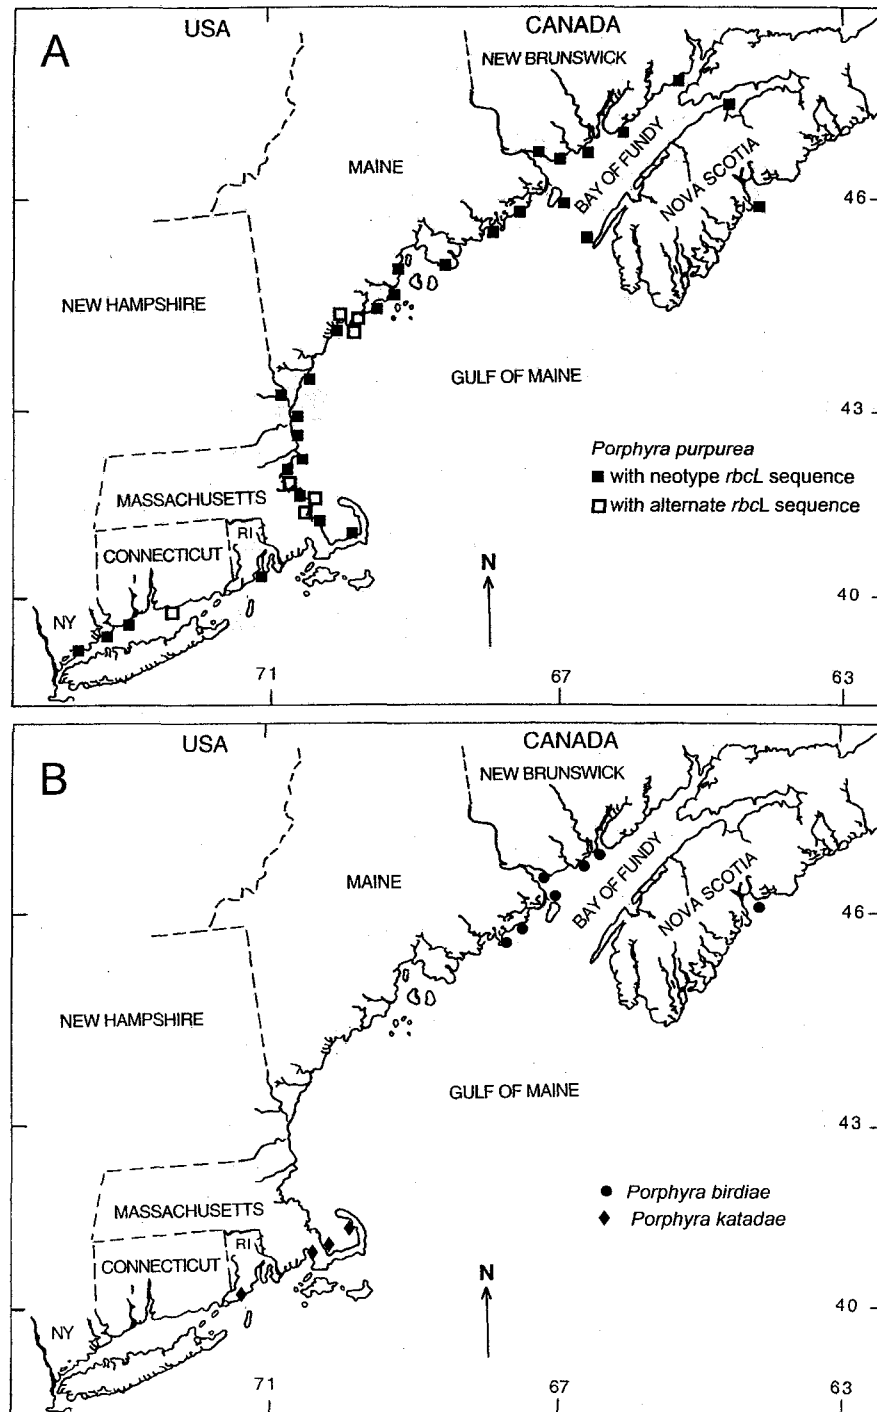 A
USA
CANADA
NEW BRUNSWICK
MAINE
BAY OF FUNDY
NOVA SCOTIA
46
NEW HAMPSHIRE
GULF OF MAINE
43
Porphyra purpurea
■ with neotype rbcL sequence
□ with alternate rbcL sequence
MASSACHUSETTS
RI
CONNECTICUT
N
40
NY
71
67
63
B
USA
CANADA
NEW BRUNSWICK
MAINE
BAY OF FUNDY
NOVA SCOTIA
46
NEW HAMPSHIRE
GULF OF MAINE
43
● Porphyra birdiae
♦ Porphyra katadae
MASSACHUSETTS
RI
CONNECTICUT
N
40
NY
71
67
63